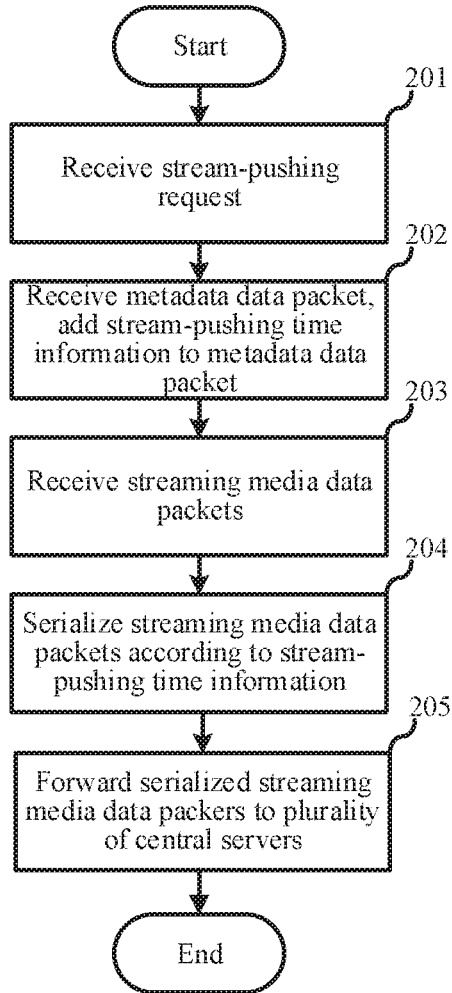 Start
201
Receive stream-pushing
request
202
Receive metadata data packet,
add stream-pushing time
information to metadata data
packet
203
Receive streaming media data
packets
204
Serialize streaming media data
packets according to stream-
pushing time information
205
Forward serialized streaming
media data packers to plurality
of central servers
End